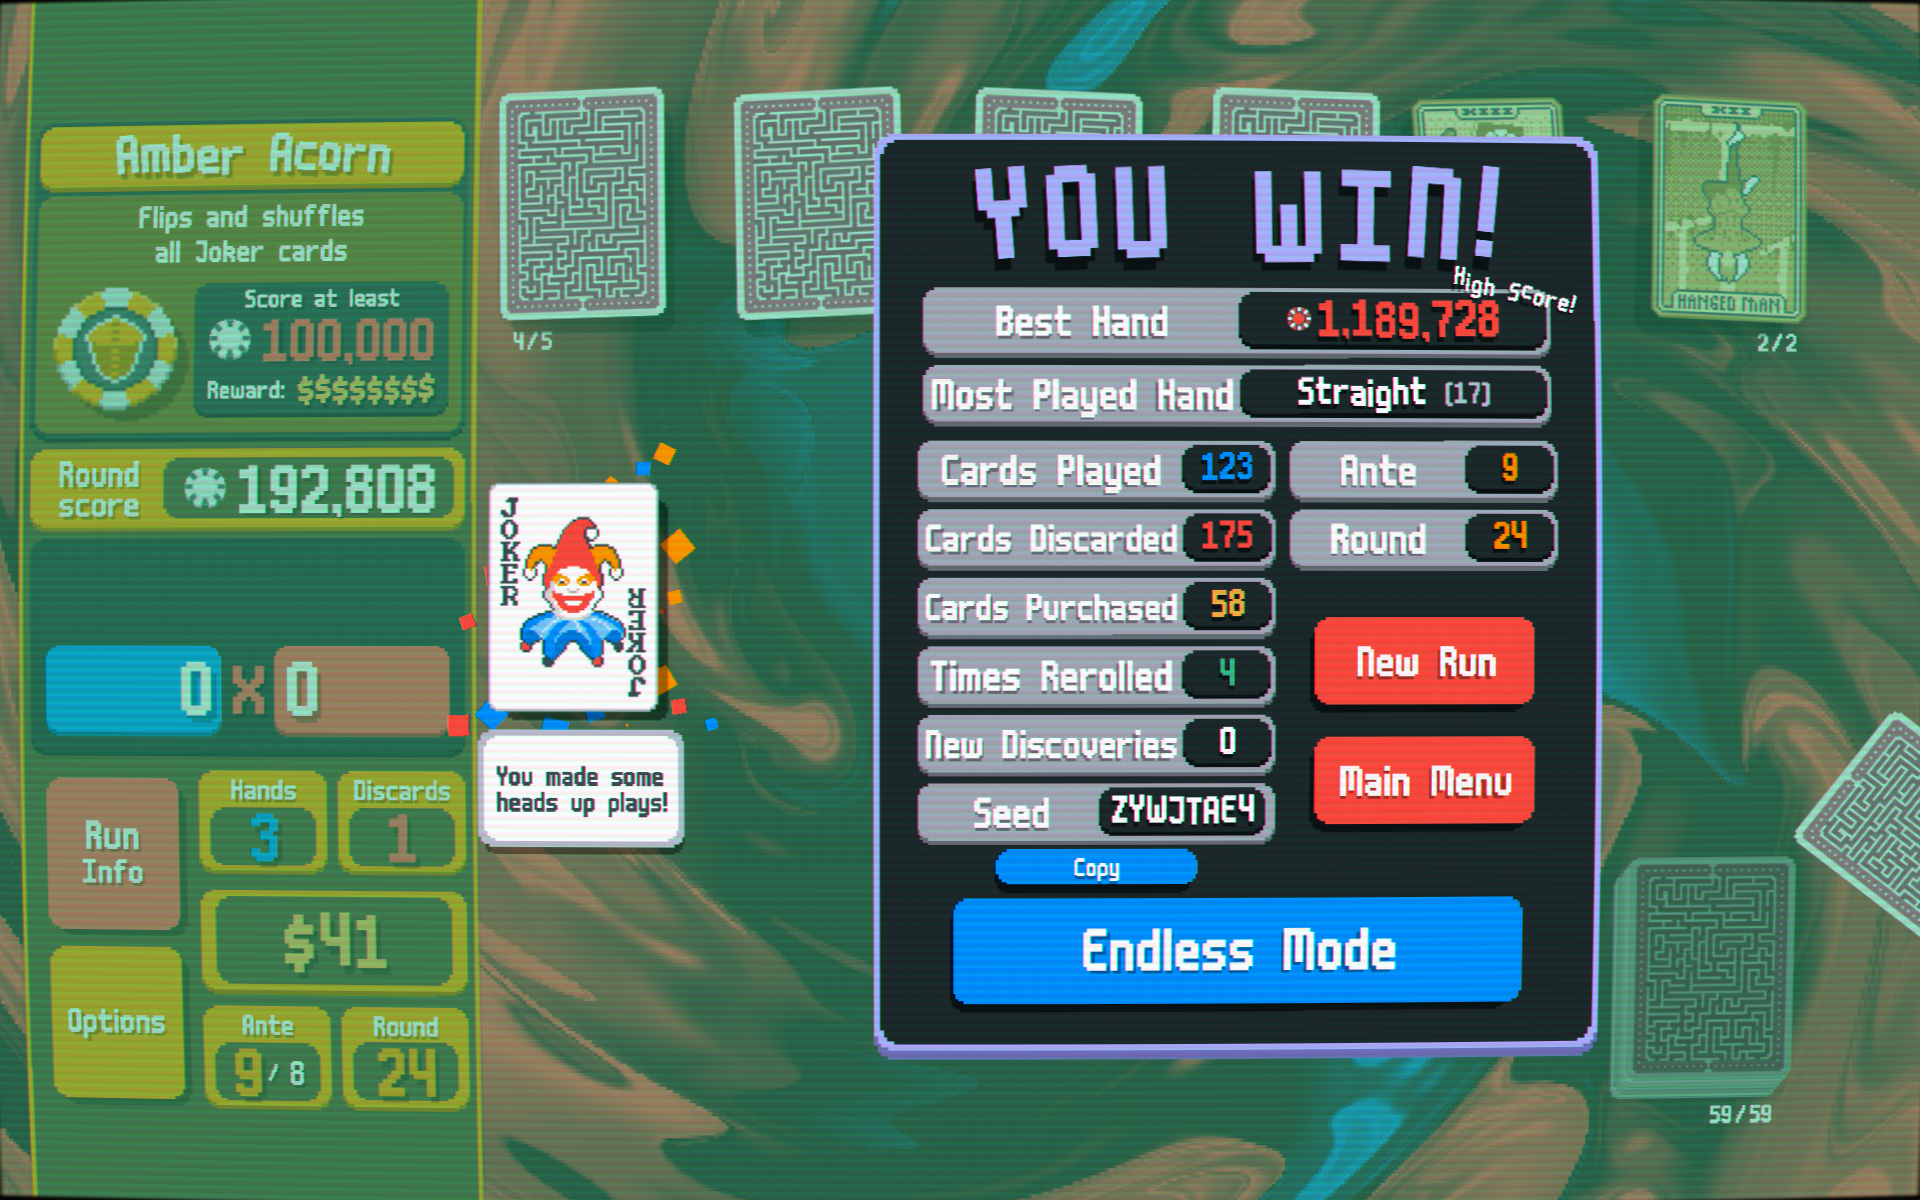 Amber Acorn
Flips and shuffles
all Joker cards
Score at least
100,000
Reward: $$$$$$$$
Round
score
192,808
0 X 0
Run
Info
Hands
3
Discards
1
$41
Options
Ante
9 / 8
Round
24
4/5
JOKER
JOKER
You made some
heads up plays!
YOU WIN!
High Score!
Best Hand 1,189,728
Most Played Hand Straight (17)
Cards Played 123
Ante 9
Cards Discarded 175
Round 24
Cards Purchased 58
Times Rerolled 4
New Discoveries 0
Seed ZYWJTAE4
Copy
New Run
Main Menu
Endless Mode
XII
HANGED MAN
2/2
59/59